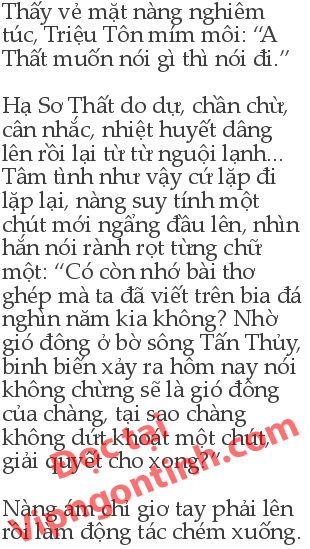 Thấy vẻ mặt nàng nghiêm
túc, Triệu Tôn mím môi: “A
Thất muốn nói gì thì nói đi.”
Hạ Sơ Thất do dự, chần chừ,
cân nhắc, nhiệt huyết dâng
lên rồi lại từ từ nguội lạnh...
Tâm tình như vậy cứ lặp đi
lặp lại, nàng suy tính một
chút mới ngẩng đầu lên, nhìn
hắn nói rành rọt từng chữ
một: “Có còn nhớ bài thơ
ghép mà ta đã viết trên bia đá
nghìn năm kia không? Nhờ
gió đông ở bờ sông Tấn Thủy,
binh biến xảy ra hôm nay nói
không chừng sẽ là gió đông
của chàng, tại sao chàng
không dứt khoát một chút,
giải quyết cho xong?”
Nàng ám chỉ giơ tay phải lên
rồi làm động tác chém xuống.
Đọc tại
Vipngontinh.com